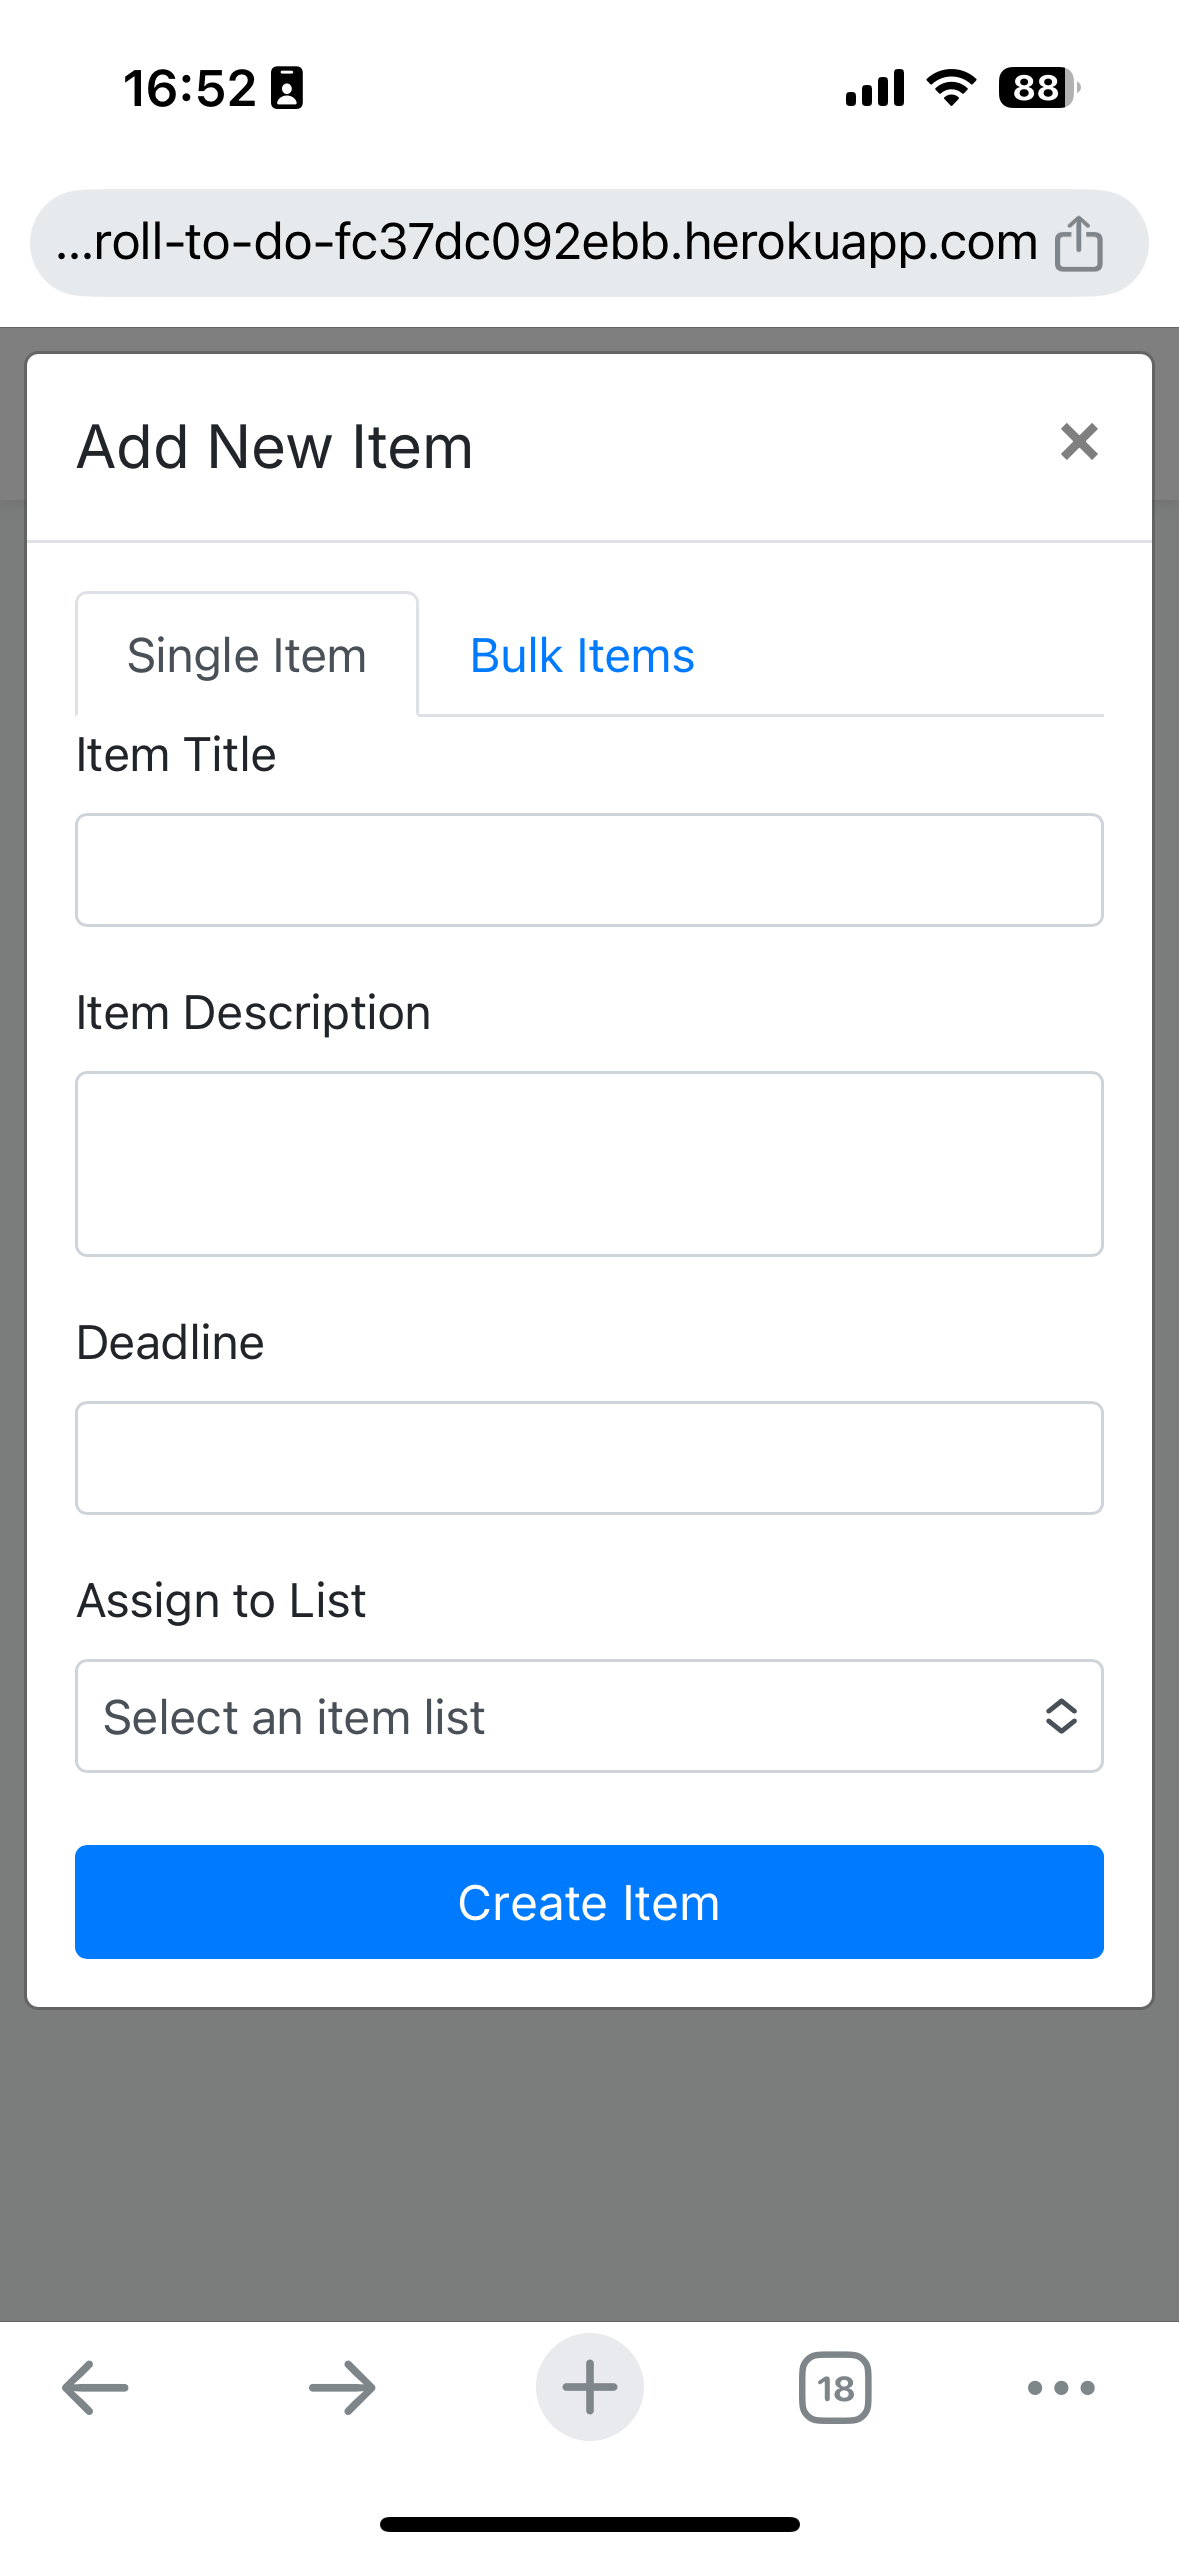 16:52
88
...roll-to-do-fc37dc092ebb.herokuapp.com
Add New Item
×
Single Item
Bulk Items
Item Title
Item Description
Deadline
Assign to List
Select an item list
Create Item
18